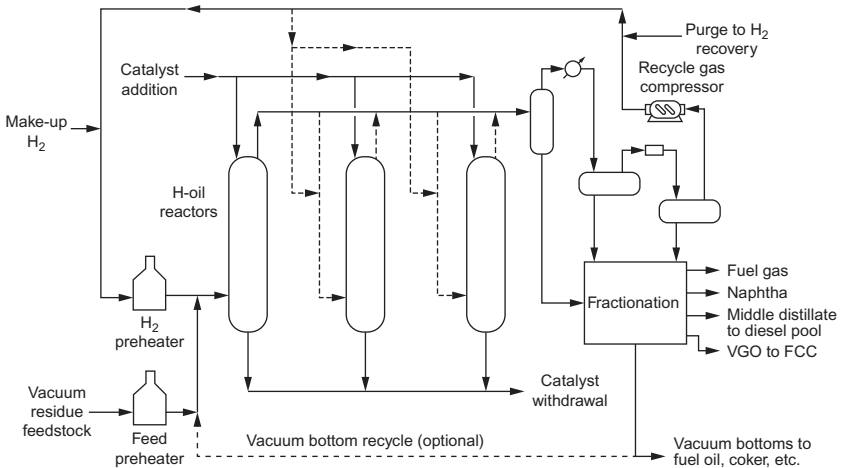 Purge to H2
recovery
Recycle gas
compressor
Catalyst
addition
Make-up
H2
H-oil
reactors
H2
preheater
Fractionation
Fuel gas
Naphtha
Middle distillate
to diesel pool
VGO to FCC
Catalyst
withdrawal
Vacuum
residue
feedstock
Feed
preheater
Vacuum bottom recycle (optional)
Vacuum bottoms to
fuel oil, coker, etc.